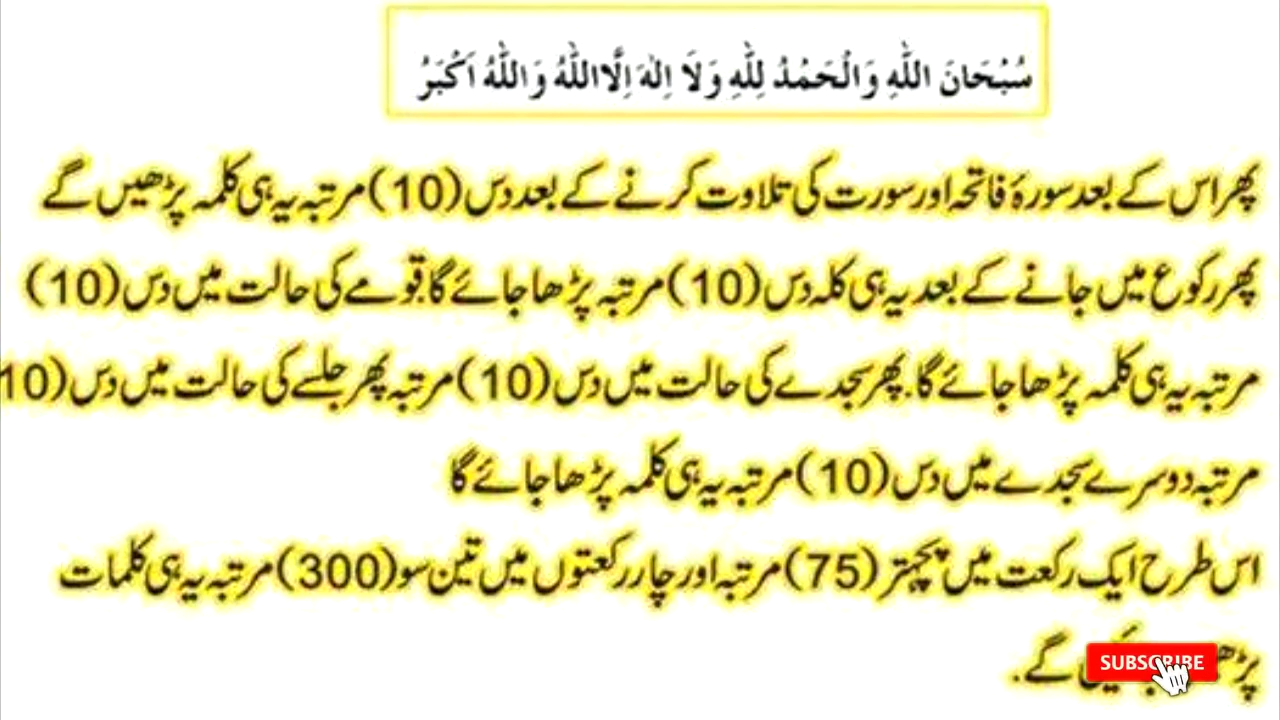 سُبْحَانَ اللّٰهِ وَالْحَمْدُ لِلّٰهِ وَلَا اِلٰهَ اِلَّا اللّٰهُ وَاللّٰهُ اَكْبَرُ
پھر اس کے بعد سورۂ فاتحہ اور سورت کی تلاوت کرنے کے بعد دس (10) مرتبہ یہ ہی کلمہ پڑھیں گے
پھر رکوع میں جانے کے بعد یہ ہی کلہ دس (10) مرتبہ پڑھا جائے گا. قومے کی حالت میں دس (10)
مرتبہ یہ ہی کلمہ پڑھا جائے گا. پھر سجدے کی حالت میں دس (10) مرتبہ پھر جلسے کی حالت میں دس (10
مرتبہ دوسرے سجدے میں دس (10) مرتبہ یہ ہی کلمہ پڑھا جائے گا
اس طرح ایک رکعت میں پچہتر (75) مرتبہ اور چار رکعتوں میں تین سو (300) مرتبہ یہ ہی کلمات
گے.
SUBSCRIBE